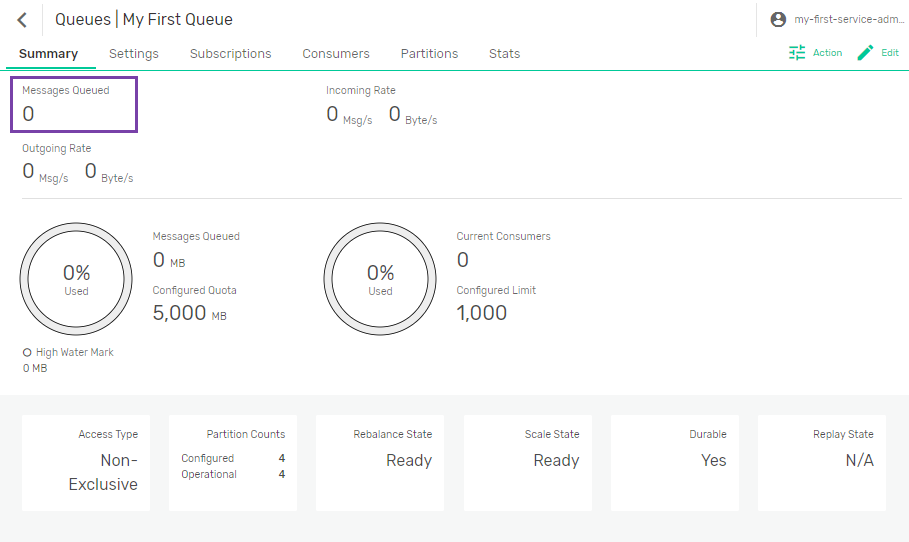 Queues | My First Queue
my-first-service-adm...
Summary
Settings
Subscriptions
Consumers
Partitions
Stats
Action
Edit
Messages Queued
0
Incoming Rate
0 Msg/s 0 Byte/s
Outgoing Rate
0 Msg/s 0 Byte/s
0%
Used
Messages Queued
0 MB
Configured Quota
5,000 MB
High Water Mark
0 MB
0%
Used
Current Consumers
0
Configured Limit
1,000
Access Type
Non-
Exclusive
Partition Counts
Configured 4
Operational 4
Rebalance State
Ready
Scale State
Ready
Durable
Yes
Replay State
N/A